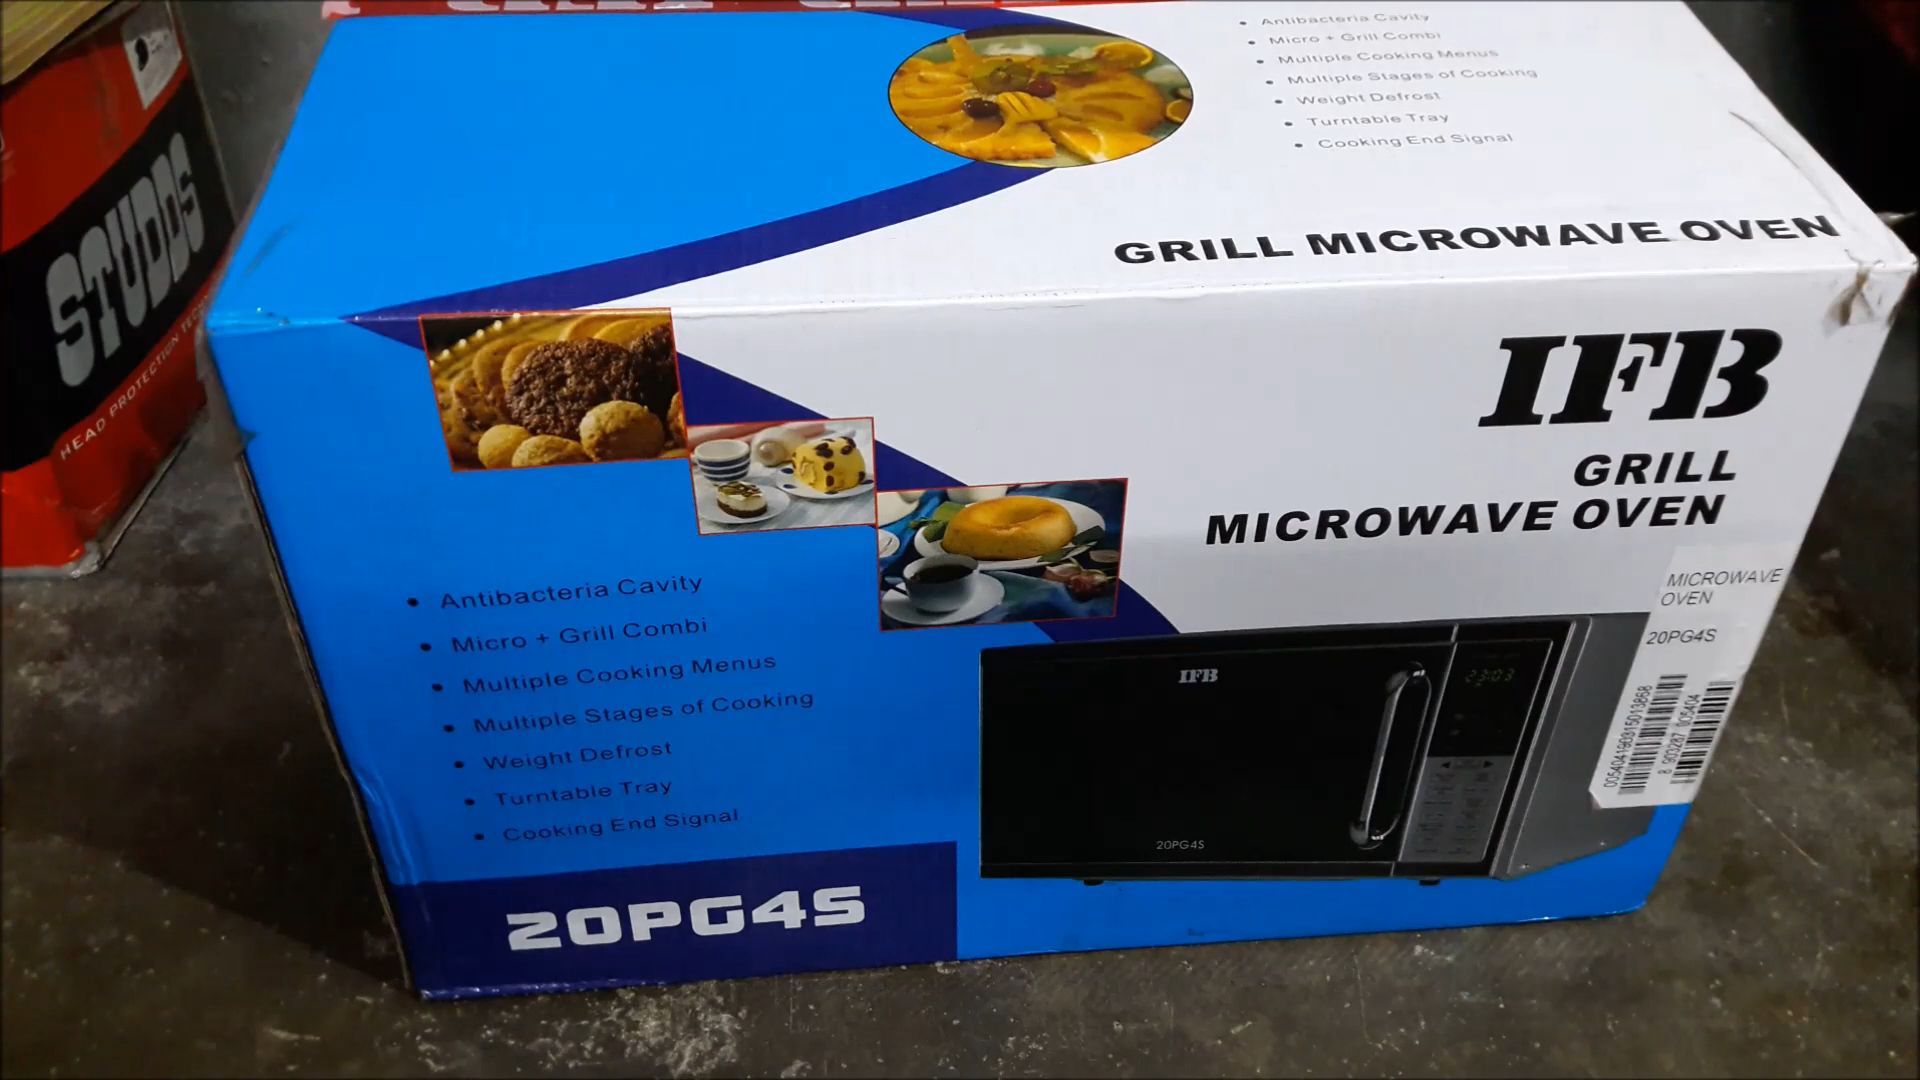 Antibacteria Cavity
Micro + Grill Combi
Multiple Cooking Menus
Multiple Stages of Cooking
Weight Defrost
Turntable Tray
Cooking End Signal
GRILL MICROWAVE OVEN
STUDDS
HEAD PROTECTION
IFB
GRILL
MICROWAVE OVEN
MICROWAVE
OVEN
20PG4S
Antibacteria Cavity
Micro + Grill Combi
Multiple Cooking Menus
Multiple Stages of Cooking
Weight Defrost
Turntable Tray
Cooking End Signal
20PG4S
IFB
23:03
20PG4S